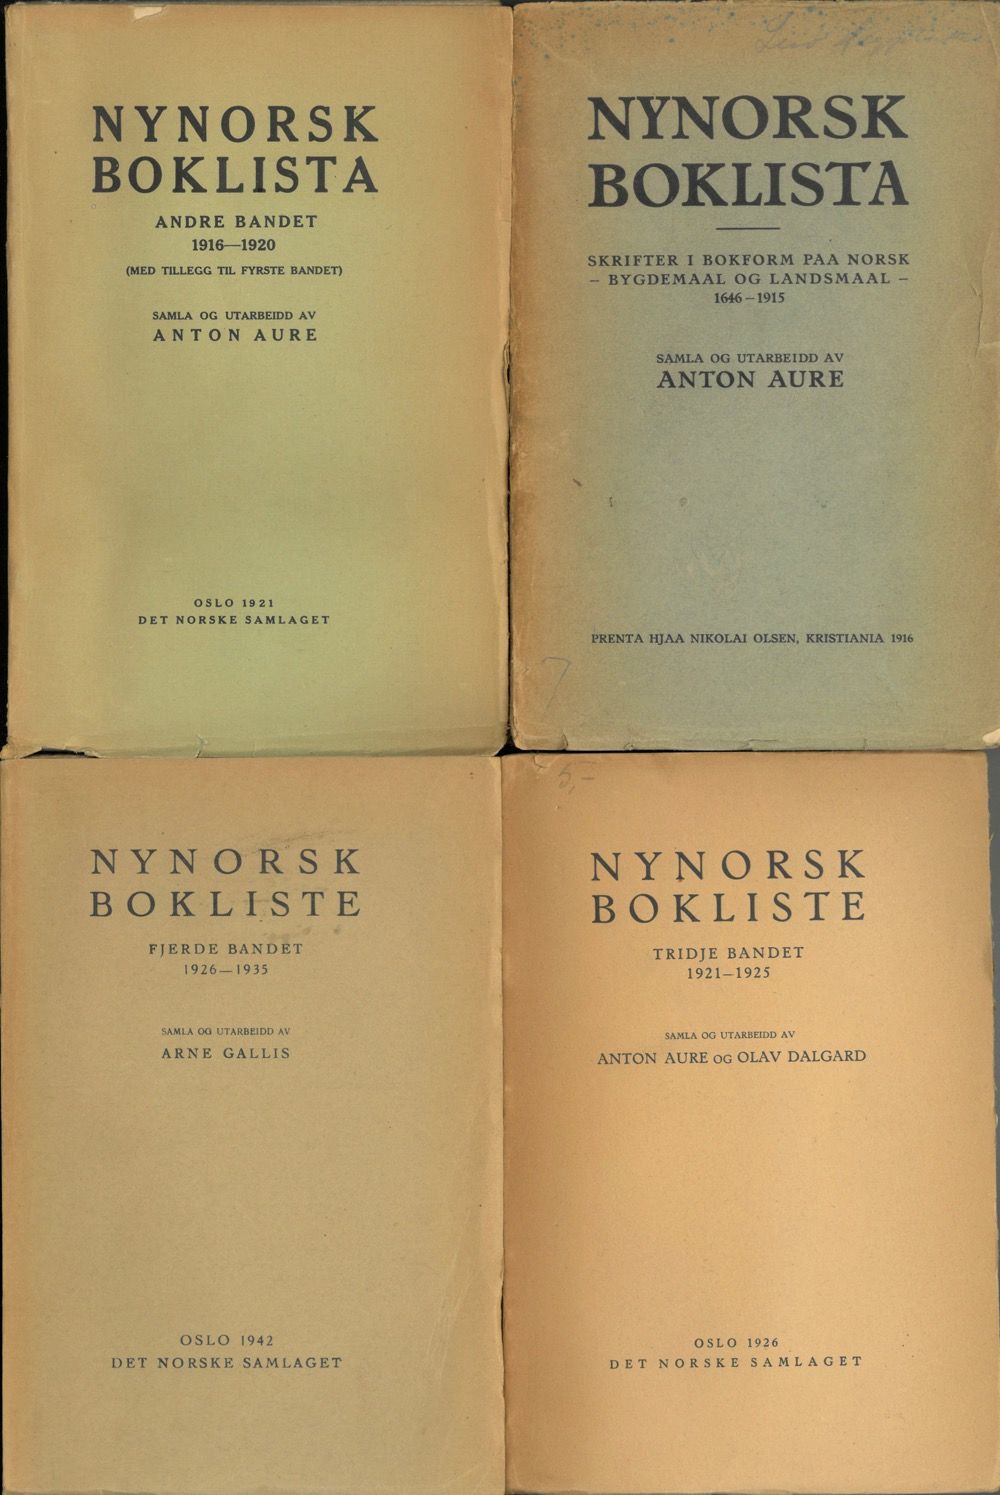 NYNORSK
BOKLISTA
ANDRE BANDET
1916—1920
(MED TILLEGG TIL FYRSTE BANDET)
SAMLA OG UTARBEIDD AV
ANTON AURE
OSLO 1921
DET NORSKE SAMLAGET
NYNORSK
BOKLISTA
SKRIFTER I BOKFORM PAA NORSK
– BYGDEMAAL OG LANDSMAAL –
1646–1915
SAMLA OG UTARBEIDD AV
ANTON AURE
PRENTA HJAA NIKOLAI OLSEN, KRISTIANIA 1916
7
NYNORSK
BOKLISTE
FJERDE BANDET
1926—1935
SAMLA OG UTARBEIDD AV
ARNE GALLIS
OSLO 1942
DET NORSKE SAMLAGET
5,-
NYNORSK
BOKLISTE
TRIDJE BANDET
1921—1925
SAMLA OG UTARBEIDD AV
ANTON AURE OG OLAV DALGARD
OSLO 1926
DET NORSKE SAMLAGET